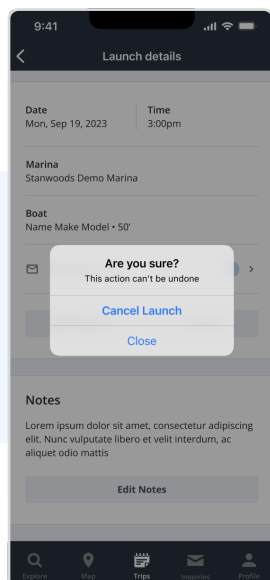 9:41
Launch details
Date
Time
Mon, Sep 19, 2023
3:00pm
Marina
Stanwoods Demo Marina
Boat
Name Make Model • 50'
Are you sure?
This action can't be undone
Cancel Launch
Close
Notes
Lorem ipsum dolor sit amet, consectetur adipiscing
elit. Nunc vulputate libero et velit interdum, ac
aliquet odio mattis
Edit Notes
Explore
Map
Trips
Inquiries
Profile